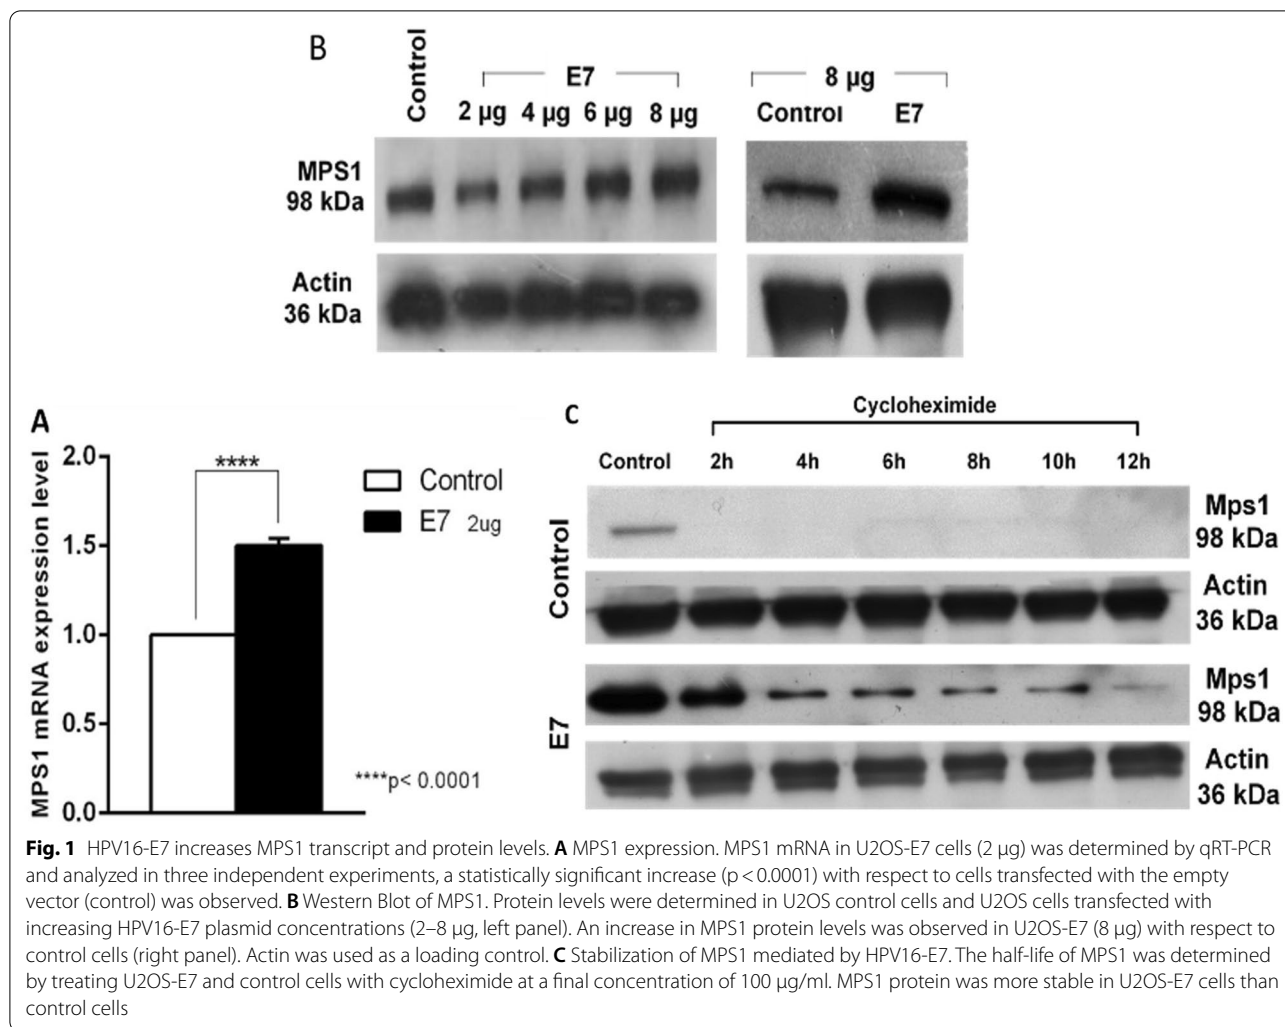 B
Control
E7
2 µg 4 µg 6 µg 8 µg
8 µg
Control E7
MPS1
98 kDa
Actin
36 kDa
A
MPS1 mRNA expression level
2.0
1.5
1.0
0.5
0.0
****
Control
E7 2ug
****p< 0.0001
C
Cycloheximide
Control 2h 4h 6h 8h 10h 12h
Control
Mps1
98 kDa
Actin
36 kDa
E7
Mps1
98 kDa
Actin
36 kDa
Fig. 1 HPV16-E7 increases MPS1 transcript and protein levels. A MPS1 expression. MPS1 mRNA in U2OS-E7 cells (2 µg) was determined by qRT-PCR
and analyzed in three independent experiments, a statistically significant increase (p < 0.0001) with respect to cells transfected with the empty
vector (control) was observed. B Western Blot of MPS1. Protein levels were determined in U2OS control cells and U2OS cells transfected with
increasing HPV16-E7 plasmid concentrations (2–8 µg, left panel). An increase in MPS1 protein levels was observed in U2OS-E7 (8 µg) with respect to
control cells (right panel). Actin was used as a loading control. C Stabilization of MPS1 mediated by HPV16-E7. The half-life of MPS1 was determined
by treating U2OS-E7 and control cells with cycloheximide at a final concentration of 100 µg/ml. MPS1 protein was more stable in U2OS-E7 cells than
control cells